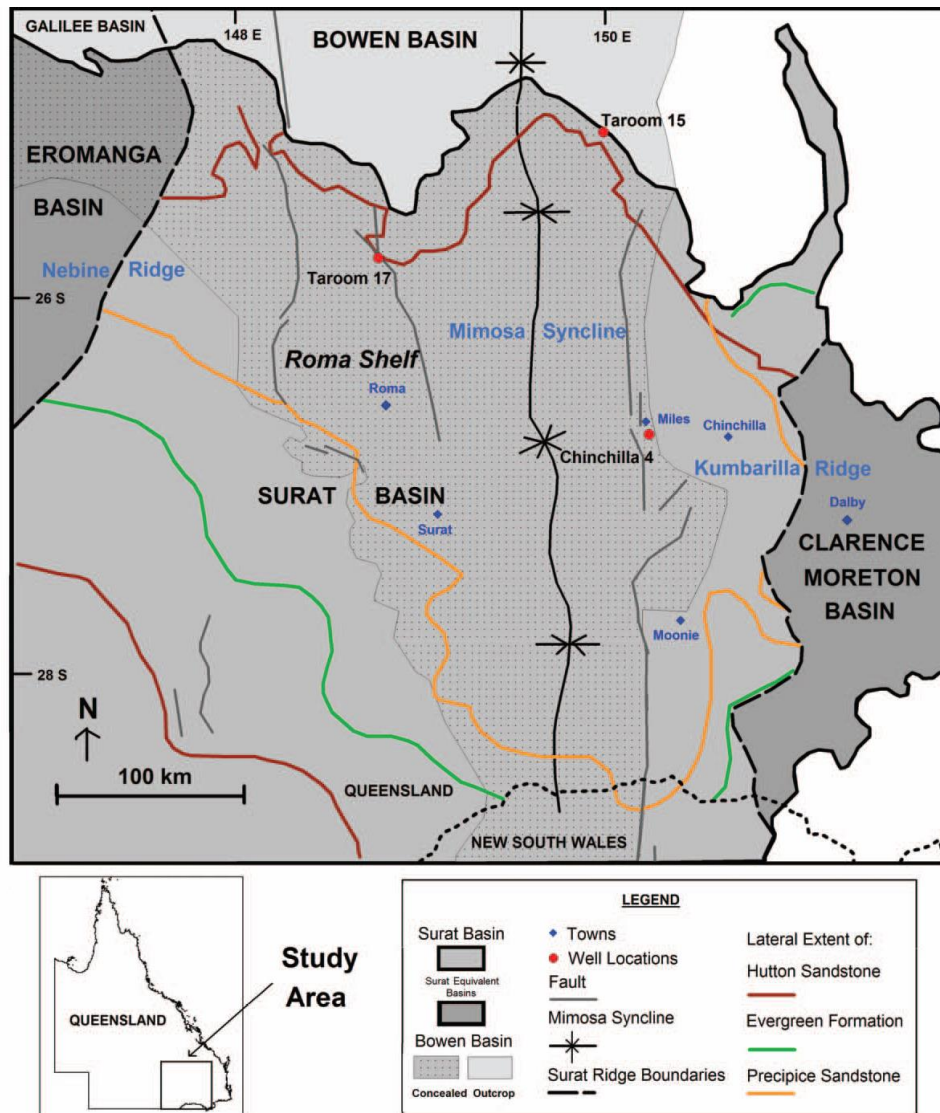 GALILEE BASIN
148 E
BOWEN BASIN
150 E
Taroom 15
EROMANGA
BASIN
Nebine Ridge
Taroom 17
26 S
Mimosa Syncline
Roma Shelf
Roma
Miles
Chinchilla
Chinchilla 4
Kumbarilla Ridge
SURAT BASIN
Surat
Dalby
CLARENCE
MORETON
BASIN
Moonie
28 S
N
100 km
QUEENSLAND
NEW SOUTH WALES
QUEENSLAND
Study
Area
LEGEND
Surat Basin
Surat Equivalent
Basins
Bowen Basin
Concealed Outcrop
Towns
Well Locations
Fault
Mimosa Syncline
Surat Ridge Boundaries
Lateral Extent of:
Hutton Sandstone
Evergreen Formation
Precipice Sandstone